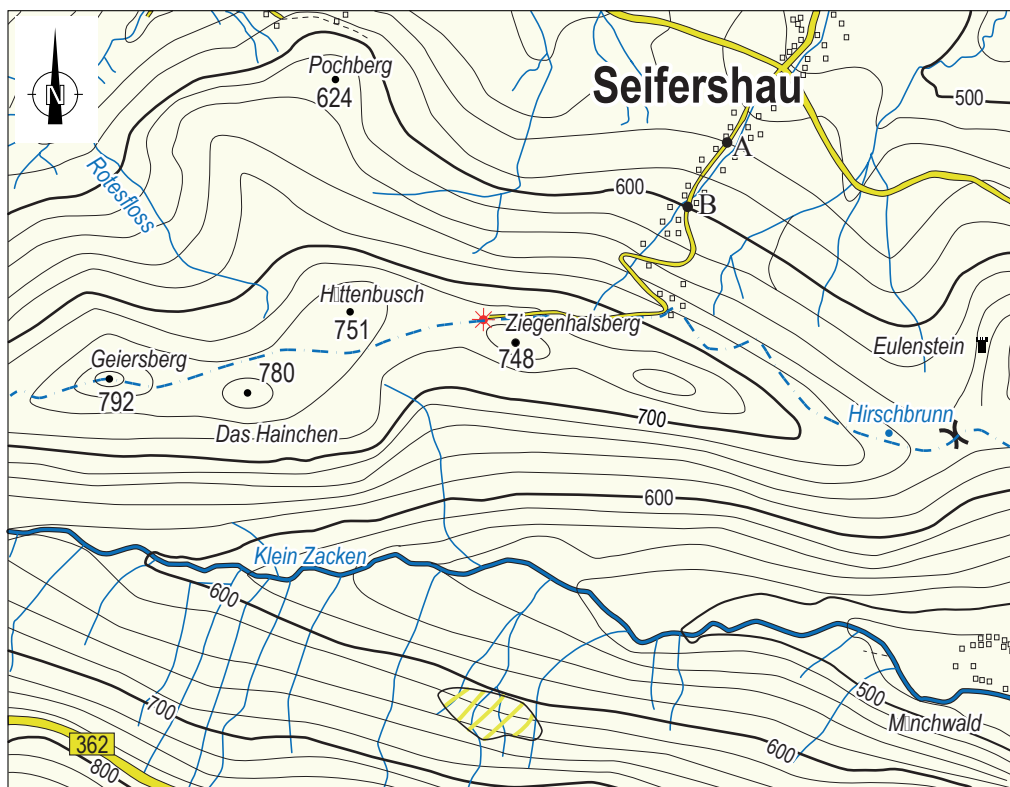 N
Pochberg
624
Seifershau
500
A
Rotesfloss
600
B
Hüttenbusch
751
Ziegenhalsberg
748
Eulenstein
Geiersberg
792
780
Das Hainchen
700
Hirschbrunn
600
Klein Zacken
600
700
500
Münchwald
362
800
600